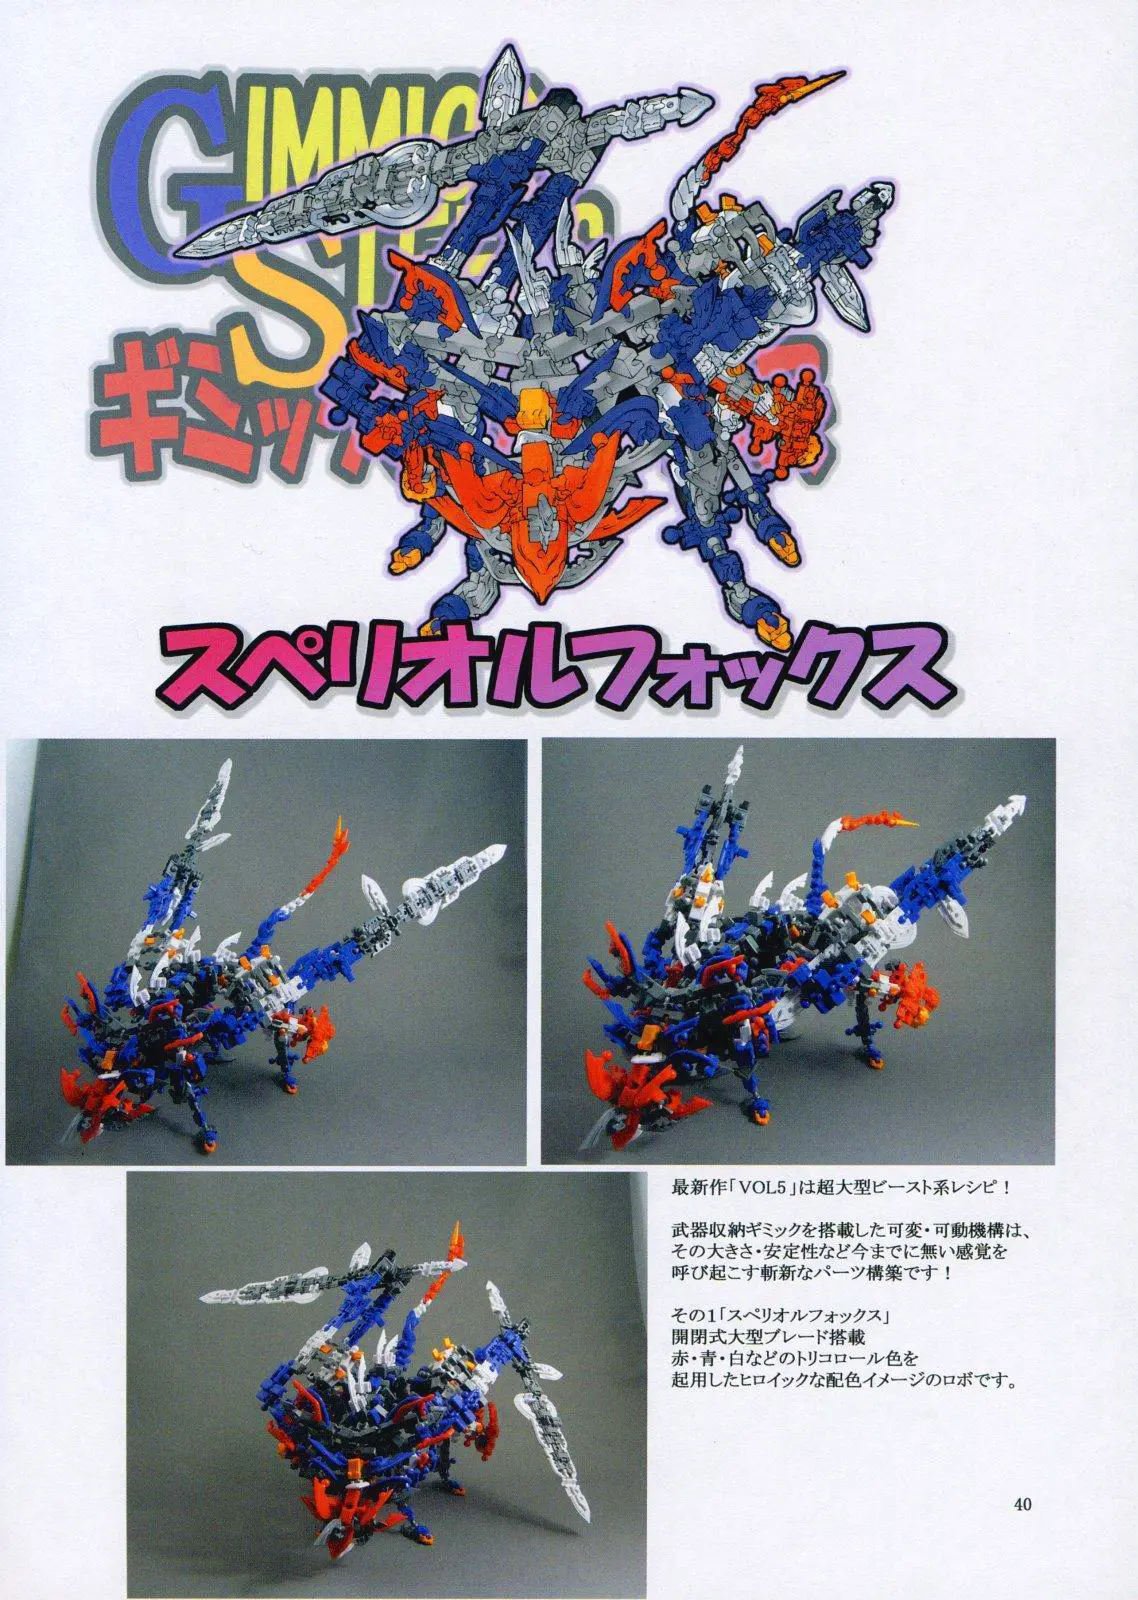 GIMMICK
ギミック
スペリオルフォックス
最新作「VOL5」は超大型ビースト系レシピ！
武器収納ギミックを搭載した可変・可動機構は、
その大きさ・安定性など今までに無い感覚を
呼び起こす斬新なパーツ構築です！
その1「スペリオルフォックス」
開閉式大型ブレード搭載
赤・青・白などのトリコロール色を
起用したヒロイックな配色イメージのロボです。
40